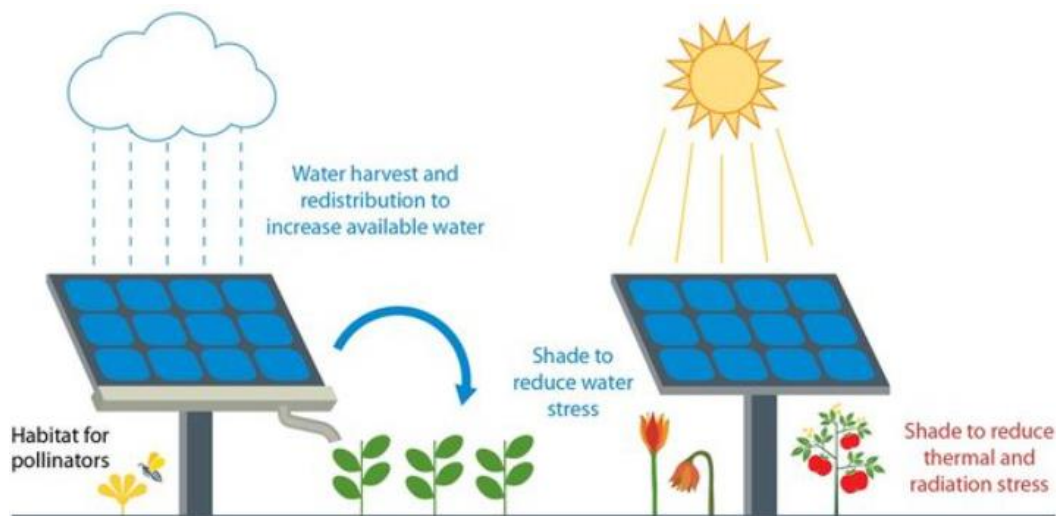 Water harvest and
redistribution to
increase available water
Shade to
reduce water
stress
Habitat for
pollinators
Shade to reduce
thermal and
radiation stress